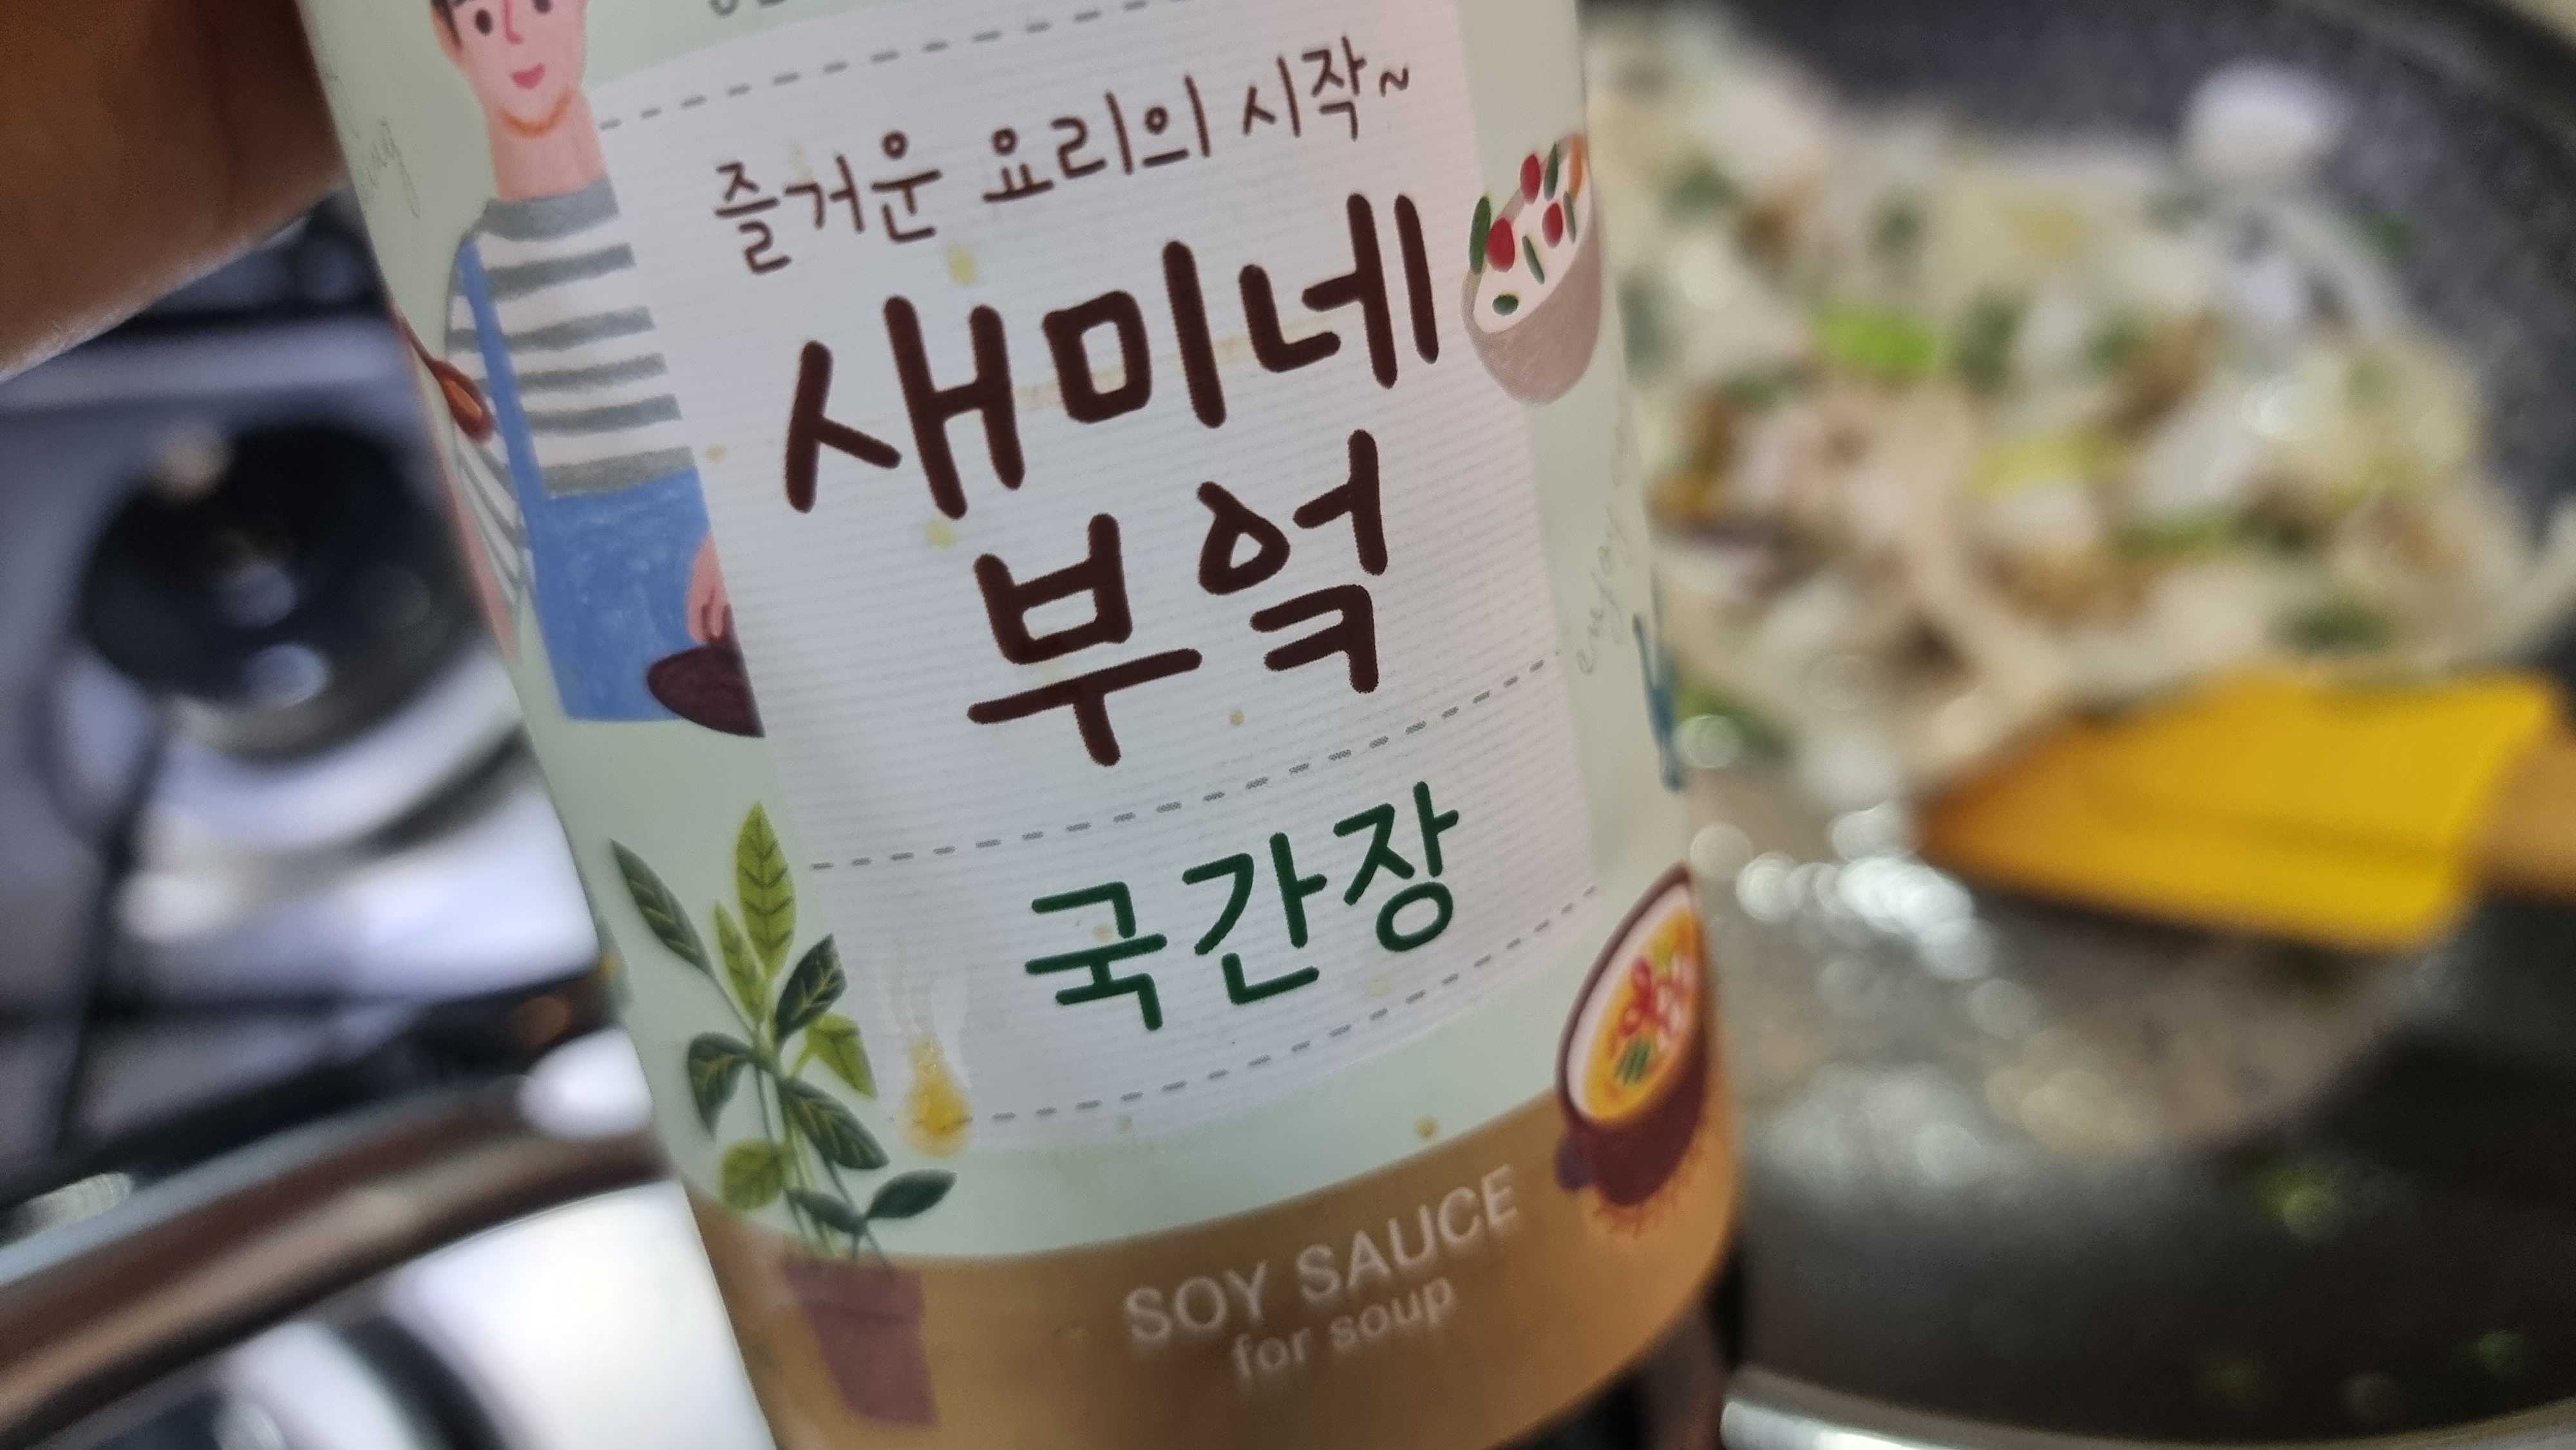 즐거운 요리의 시작~
새미네
부엌
국간장
enjoy
SOY SAUCE
for soup